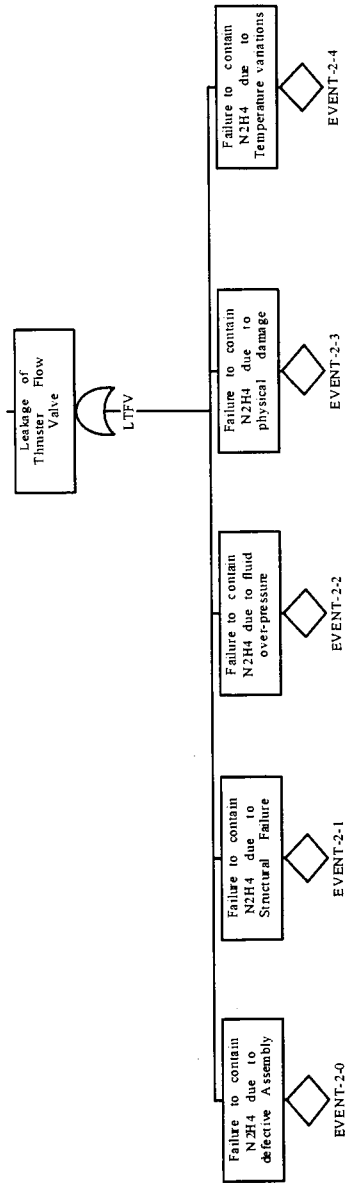 Leakage of
Thruster Flow
Valve
LTFV
Failure to contain
N2H4 due to
defective Assembly
EVENT-2-0
Failure to contain
N2H4 due to
Structural Failure
EVENT-2-1
Failure to contain
N2H4 due to fluid
over-pressure
EVENT-2-2
Failure to contain
N2H4 due to
physical damage
EVENT-2-3
Failure to contain
N2H4 due to
Temperature variations
EVENT-2-4